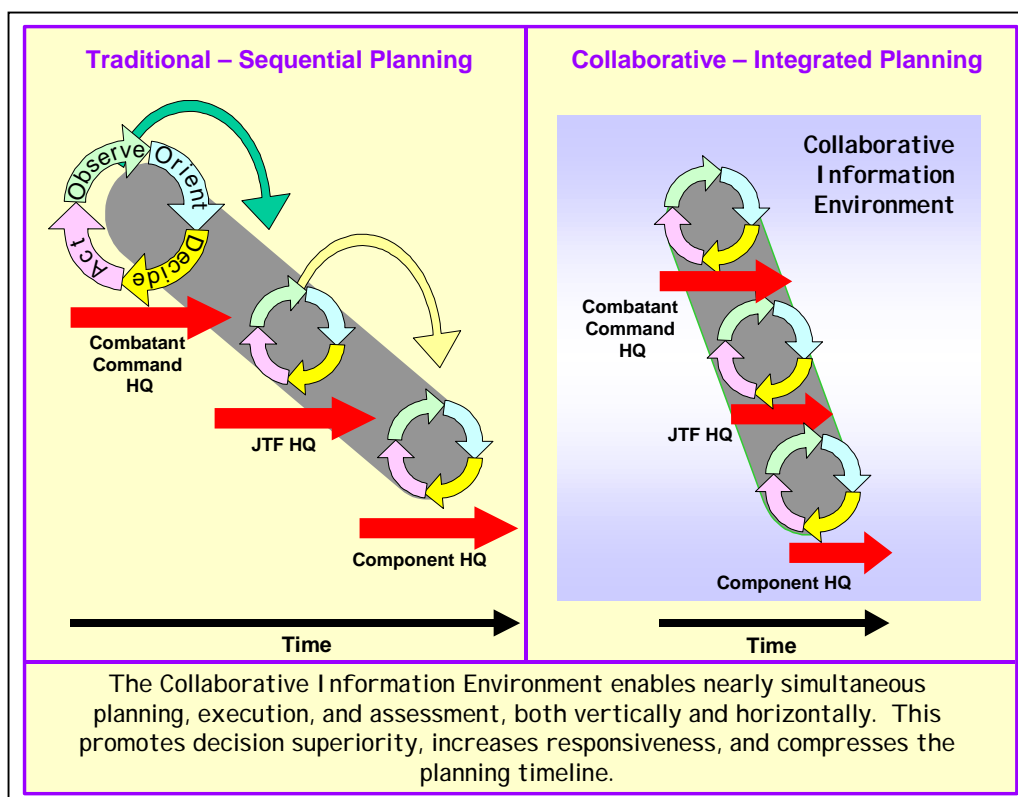 Traditional – Sequential Planning
Observe
Orient
Decide
Act
Combatant
Command
HQ
JTF HQ
Component HQ
Time
Collaborative – Integrated Planning
Collaborative
Information
Environment
Combatant
Command
HQ
JTF HQ
Component HQ
Time
The Collaborative Information Environment enables nearly simultaneous
planning, execution, and assessment, both vertically and horizontally. This
promotes decision superiority, increases responsiveness, and compresses the
planning timeline.